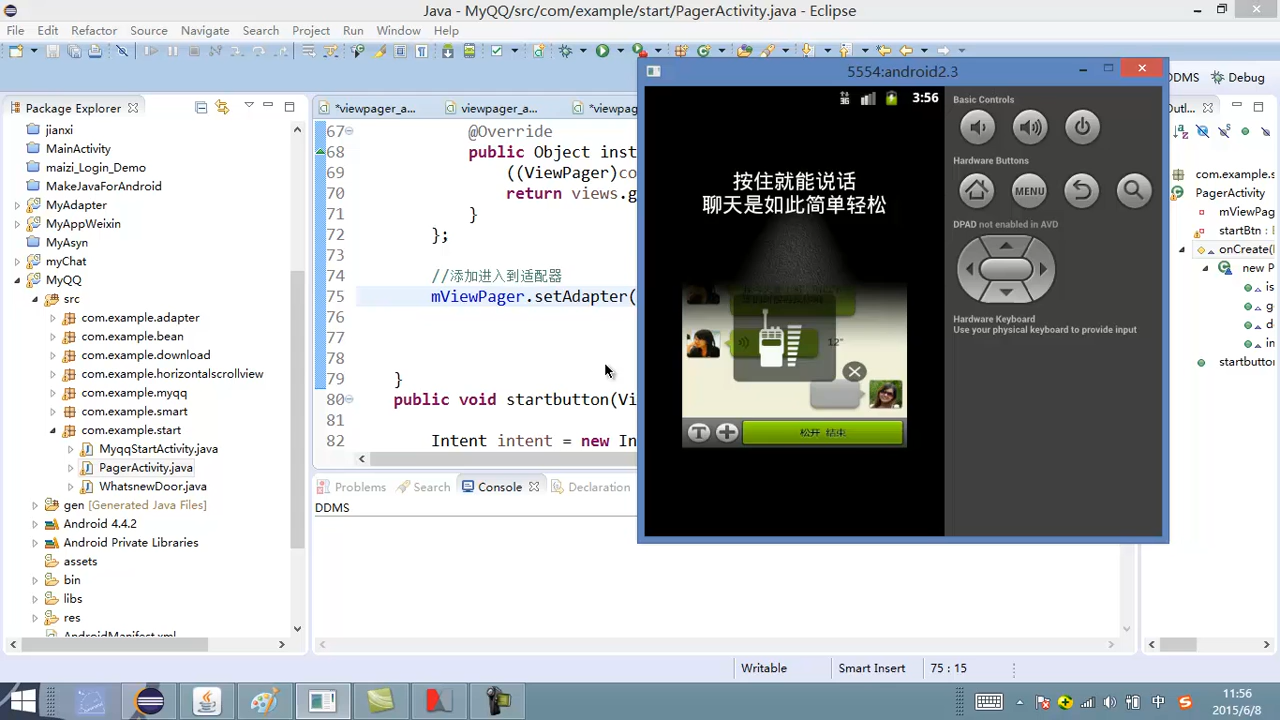 Java - MyQQ/src/com/example/start/PagerActivity.java - Eclipse
File Edit Refactor Source Navigate Search Project Run Window Help
5554:android2.3
DDMS Debug
Package Explorer
*viewpager_a... viewpager_a... *viewpag
jianxi
MainActivity
maizi_Login_Demo
MakeJavaForAndroid
MyAdapter
MyAppWeixin
MyAsyn
myChat
MyQQ
src
com.example.adapter
com.example.bean
com.example.download
com.example.horizontalscrollview
com.example.myqq
com.example.smart
com.example.start
MyqqStartActivity.java
PagerActivity.java
WhatsnewDoor.java
gen [Generated Java Files]
Android 4.4.2
Android Private Libraries
assets
bin
libs
res
AndroidManifest.xml
67 @Override
68 public Object inst
69 ((ViewPager)co
70 return views.g
71 }
72 };
73
74 //添加进入到适配器
75 mViewPager.setAdapter(
76
77
78
79 }
80 public void startbutton(Vi
81
82 Intent intent = new In
Problems Search Console Declaration
DDMS
3:56
按住就能说话
聊天是如此简单轻松
12"
T
松开 结束
Basic Controls
Hardware Buttons
MENU
DPAD not enabled in AVD
Hardware Keyboard
Use your physical keyboard to provide input
Outl...
com.exam
PagerActivity
mViewPag
startBtn :
onCreate(
new P
is
g
d
in
startbutto
Writable Smart Insert 75 : 15
中
11:56
2015/6/8